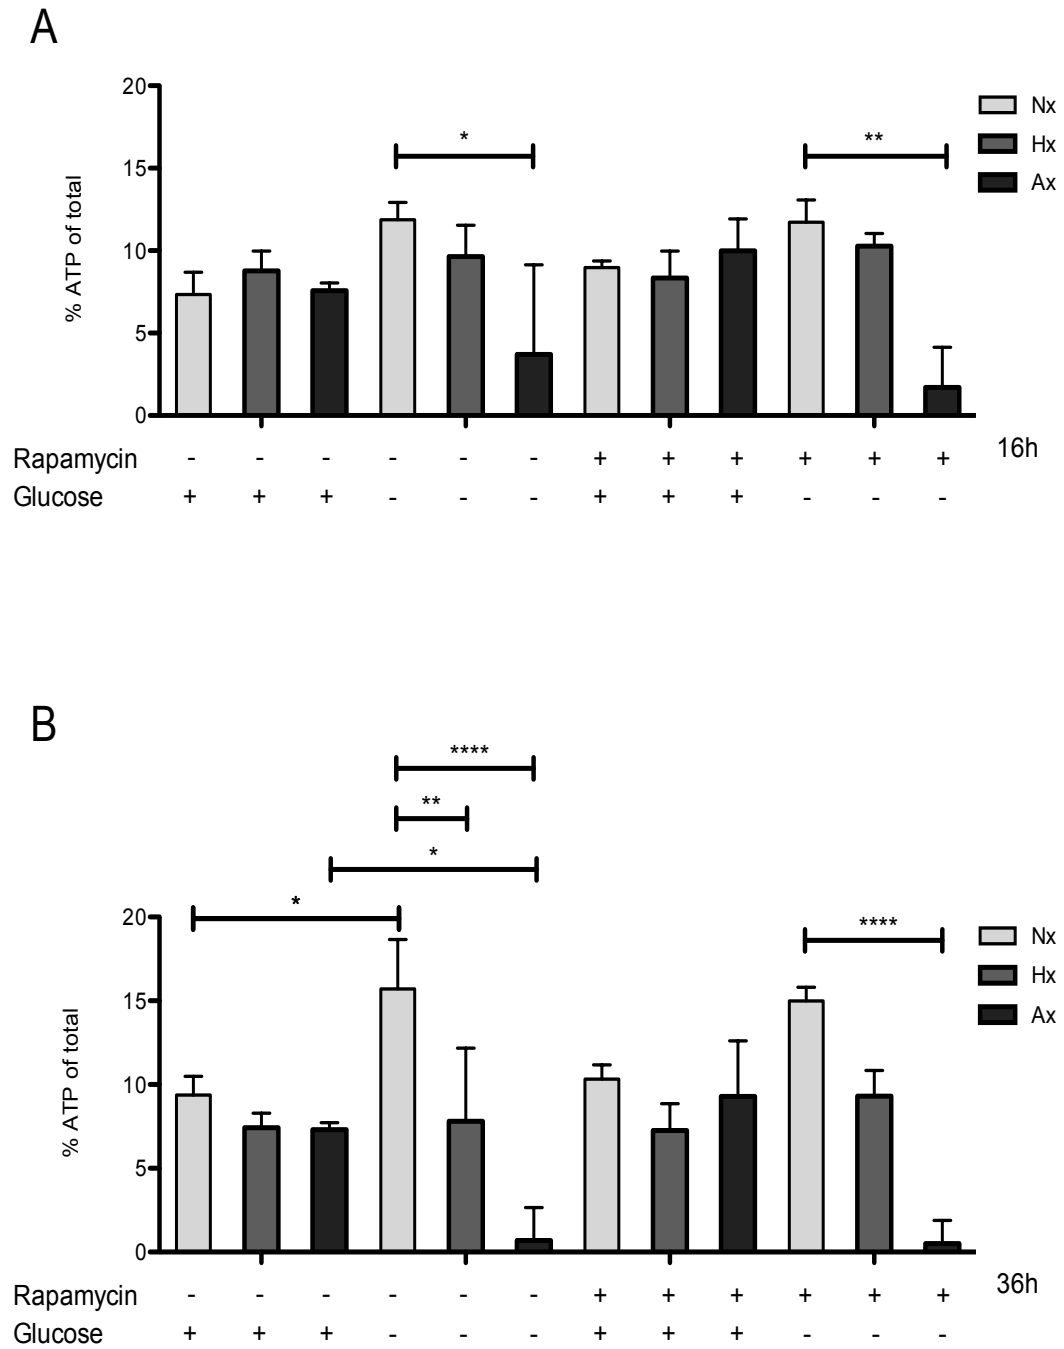 A
20
15
10
5
0
% ATP of total
* **
Nx
Hx
Ax
Rapamycin - - - - - - + + + + + +
16h
Glucose + + + - - - + + + - - -
B
****
**
*
*
****
20
15
10
5
0
% ATP of total
Nx
Hx
Ax
Rapamycin - - - - - - + + + + + +
36h
Glucose + + + - - - + + + - - -